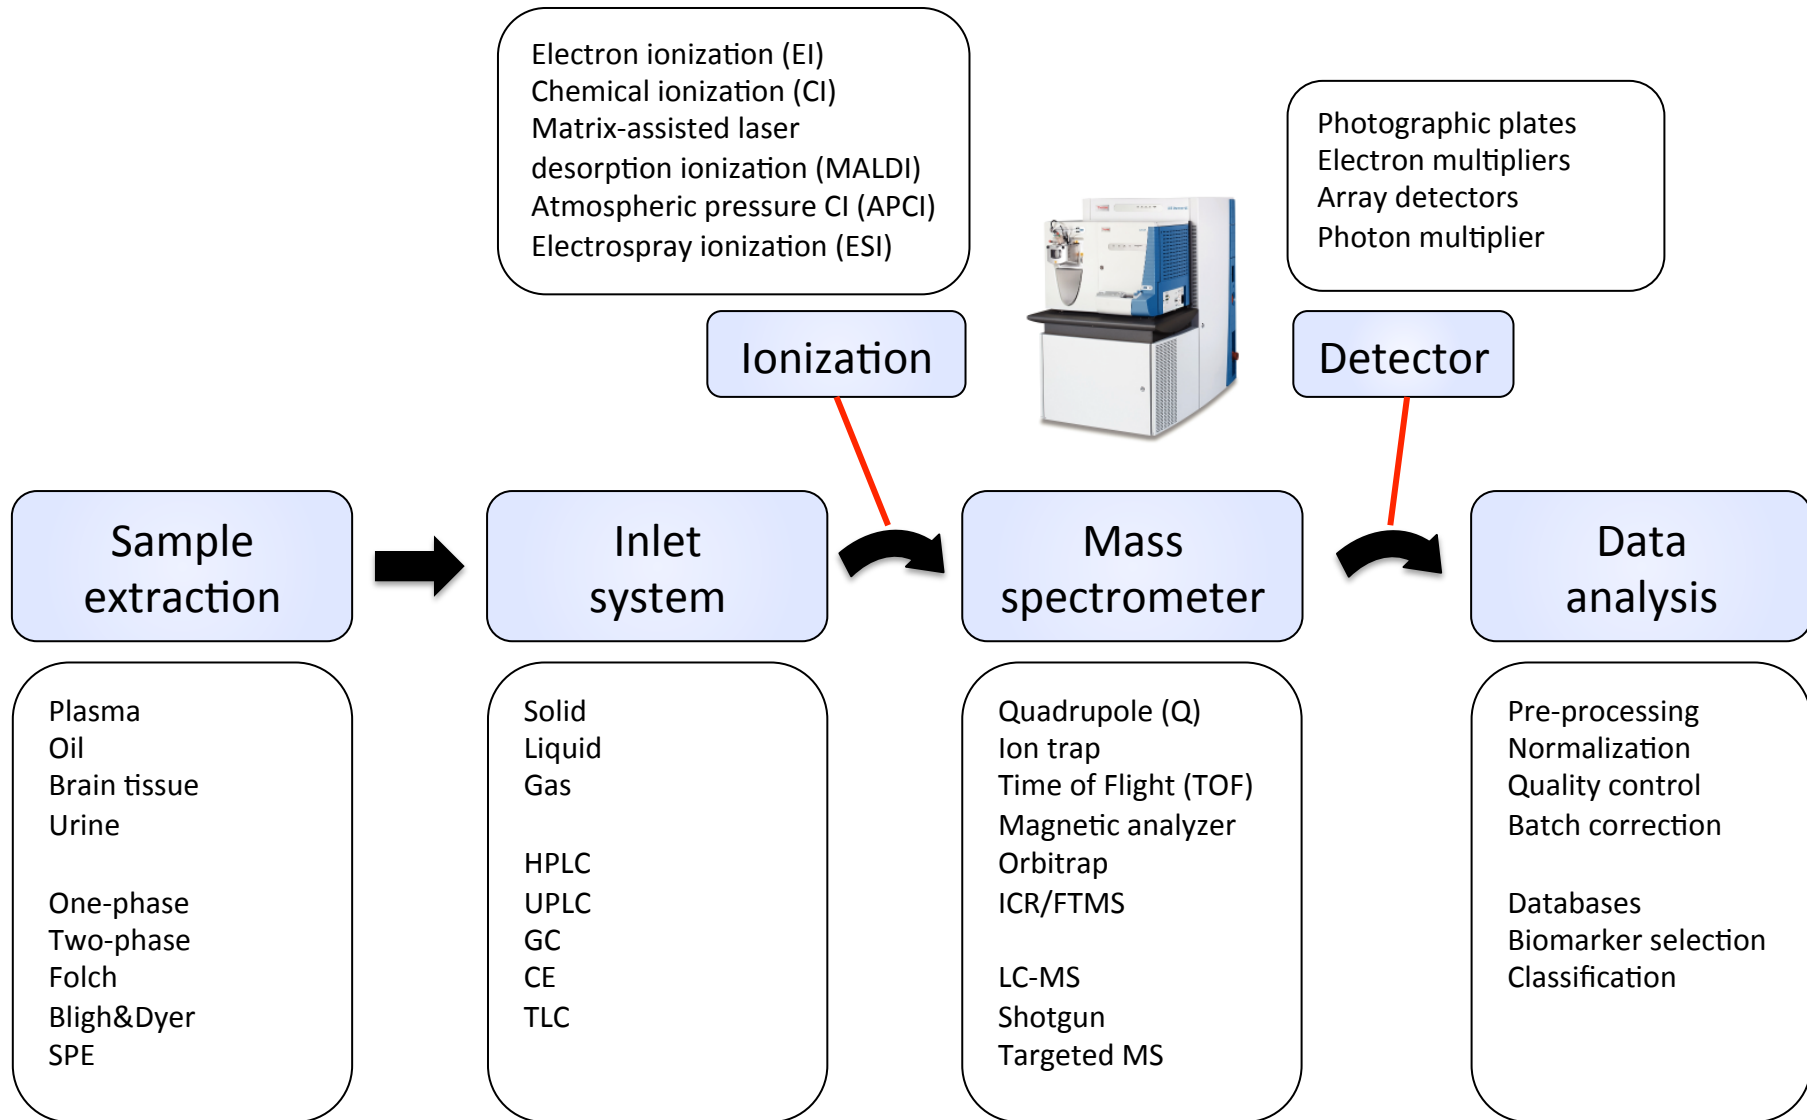 Electron ionization (EI)
Chemical ionization (CI)
Matrix-assisted laser
desorption ionization (MALDI)
Atmospheric pressure CI (APCI)
Electrospray ionization (ESI)
Photographic plates
Electron multipliers
Array detectors
Photon multiplier
Ionization
Detector
Sample
extraction
Inlet
system
Mass
spectrometer
Data
analysis
Plasma
Oil
Brain tissue
Urine
One-phase
Two-phase
Folch
Bligh&Dyer
SPE
Solid
Liquid
Gas
HPLC
UPLC
GC
CE
TLC
Quadrupole (Q)
Ion trap
Time of Flight (TOF)
Magnetic analyzer
Orbitrap
ICR/FTMS
LC-MS
Shotgun
Targeted MS
Pre-processing
Normalization
Quality control
Batch correction
Databases
Biomarker selection
Classification